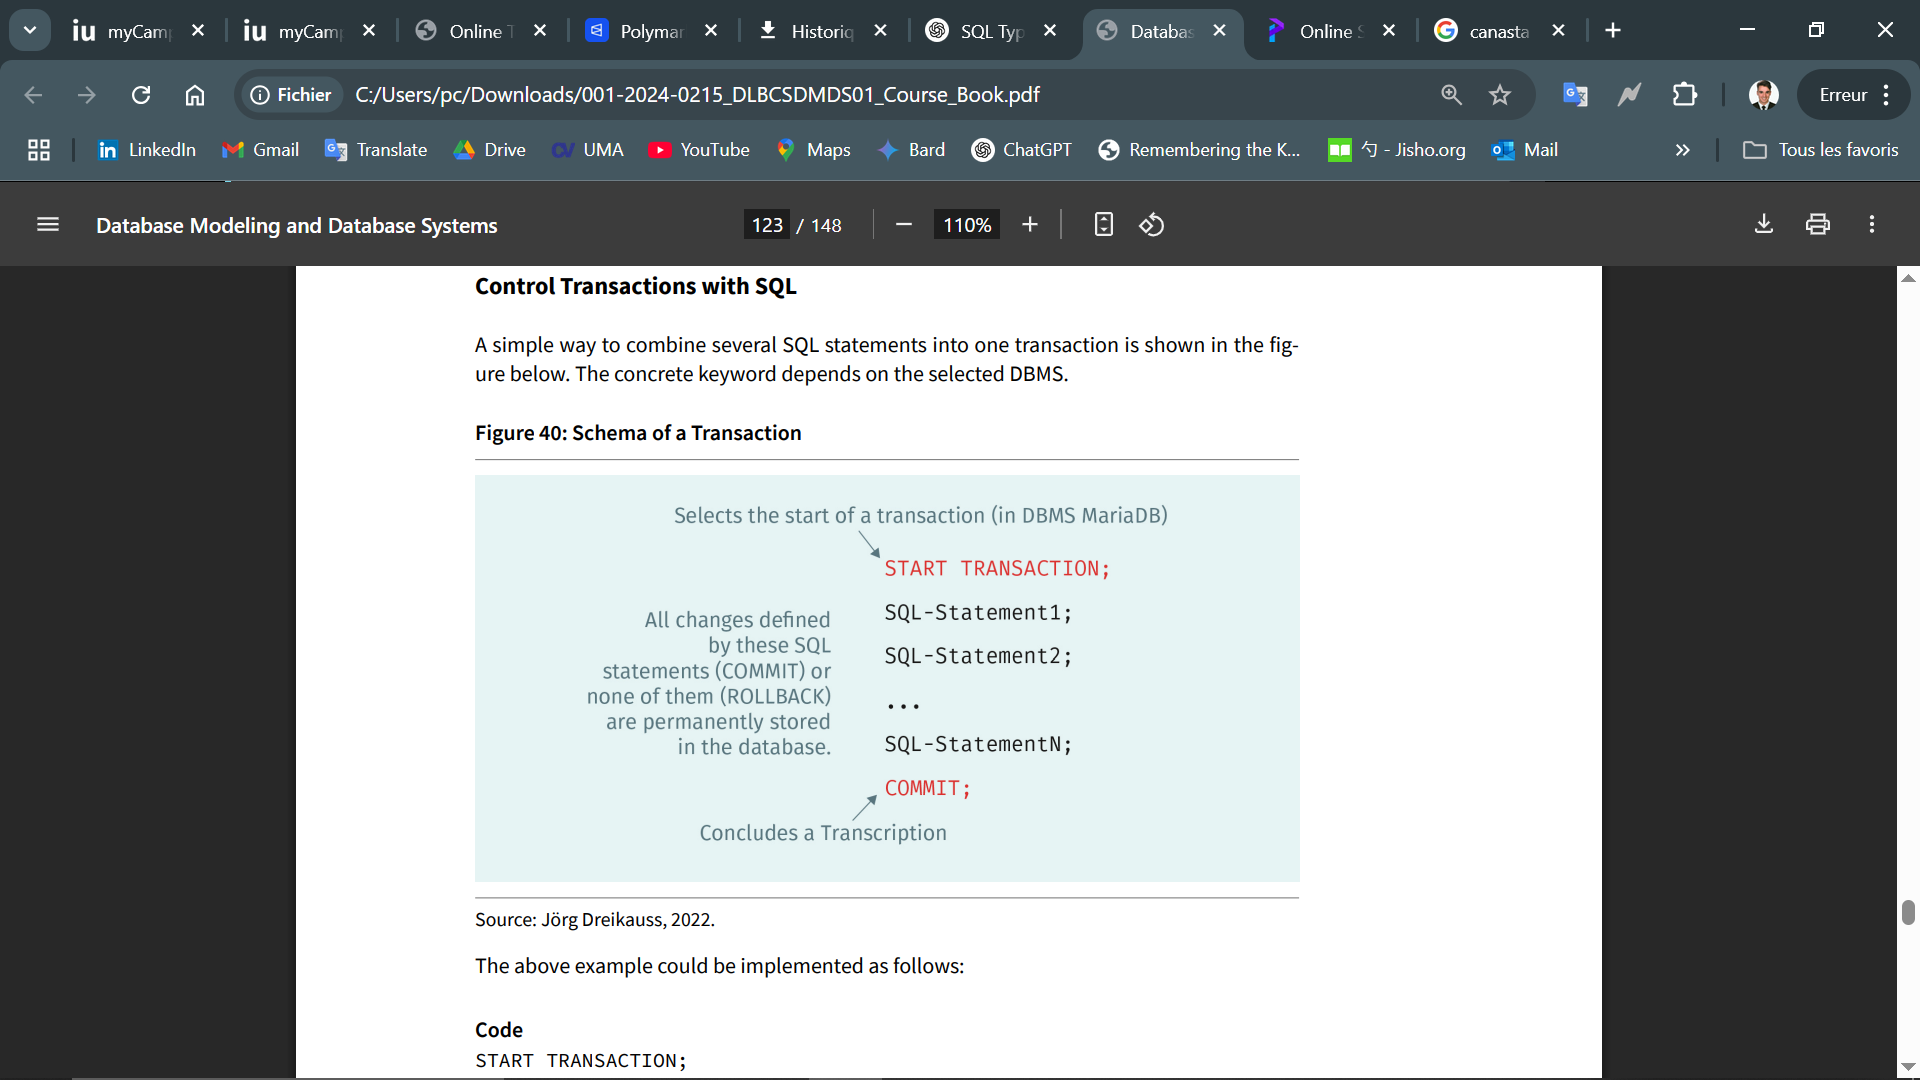 iu myCam
iu myCam
Online T
Polymar
Historiq
SQL Typ
Databas
Online S
canasta
Fichier
C:/Users/pc/Downloads/001-2024-0215_DLBCSDMDS01_Course_Book.pdf
Erreur
LinkedIn
Gmail
Translate
Drive
UMA
YouTube
Maps
Bard
ChatGPT
Remembering the K...
勺 - Jisho.org
Mail
Tous les favoris
Database Modeling and Database Systems
123 / 148
110%
Control Transactions with SQL
A simple way to combine several SQL statements into one transaction is shown in the fig-
ure below. The concrete keyword depends on the selected DBMS.
Figure 40: Schema of a Transaction
Selects the start of a transaction (in DBMS MariaDB)
START TRANSACTION;
SQL-Statement1;
SQL-Statement2;
...
SQL-StatementN;
COMMIT;
All changes defined
by these SQL
statements (COMMIT) or
none of them (ROLLBACK)
are permanently stored
in the database.
Concludes a Transcription
Source: Jörg Dreikauss, 2022.
The above example could be implemented as follows:
Code
START TRANSACTION;